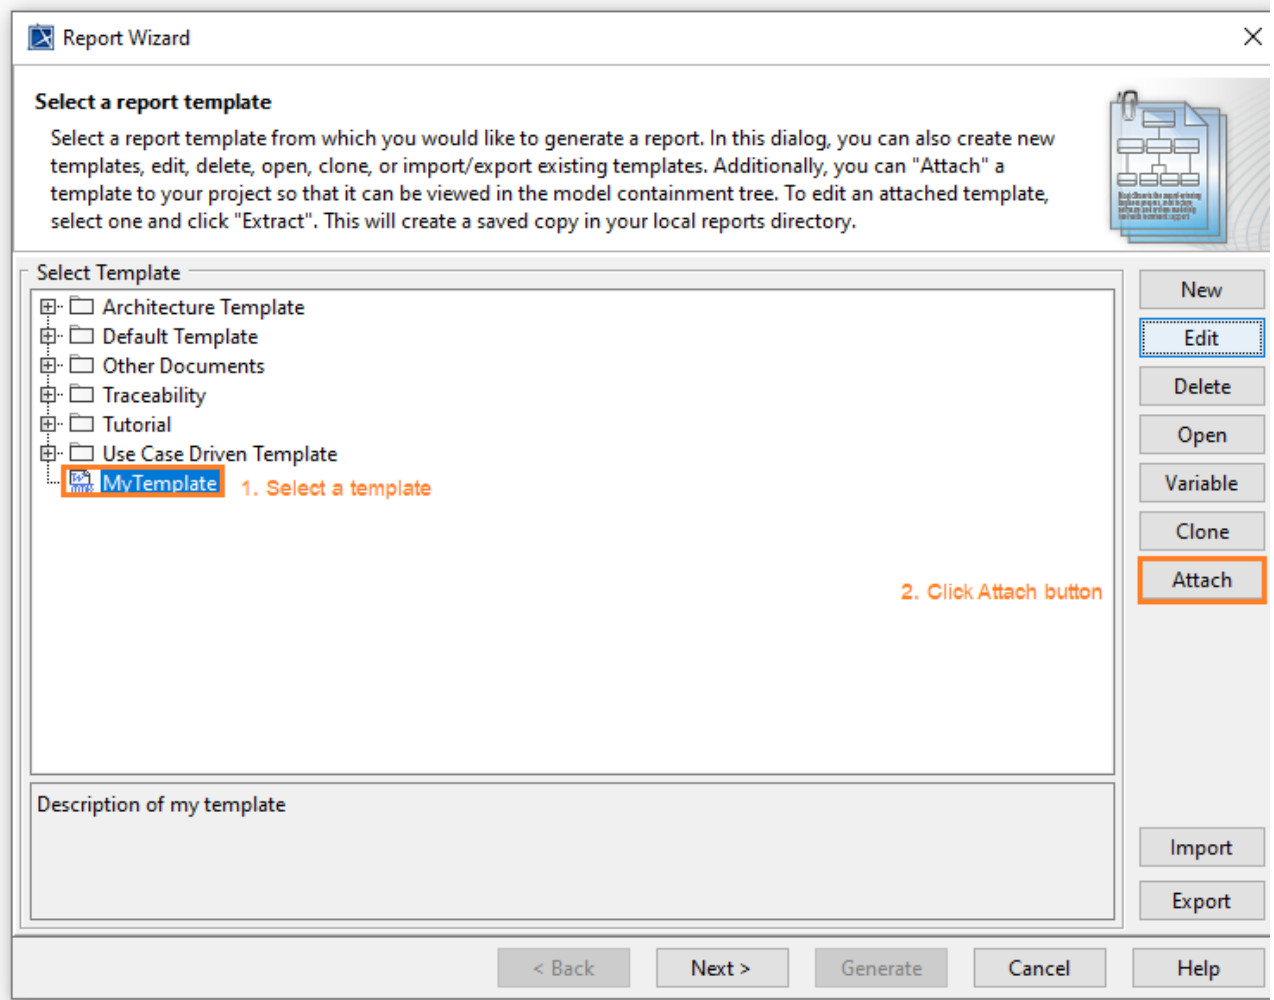 Report Wizard
Select a report template
Select a report template from which you would like to generate a report. In this dialog, you can also create new
templates, edit, delete, open, clone, or import/export existing templates. Additionally, you can "Attach" a
template to your project so that it can be viewed in the model containment tree. To edit an attached template,
select one and click "Extract". This will create a saved copy in your local reports directory.
Select Template
Architecture Template
Default Template
Other Documents
Traceability
Tutorial
Use Case Driven Template
MyTemplate
1. Select a template
2. Click Attach button
New
Edit
Delete
Open
Variable
Clone
Attach
Description of my template
Import
Export
< Back
Next >
Generate
Cancel
Help